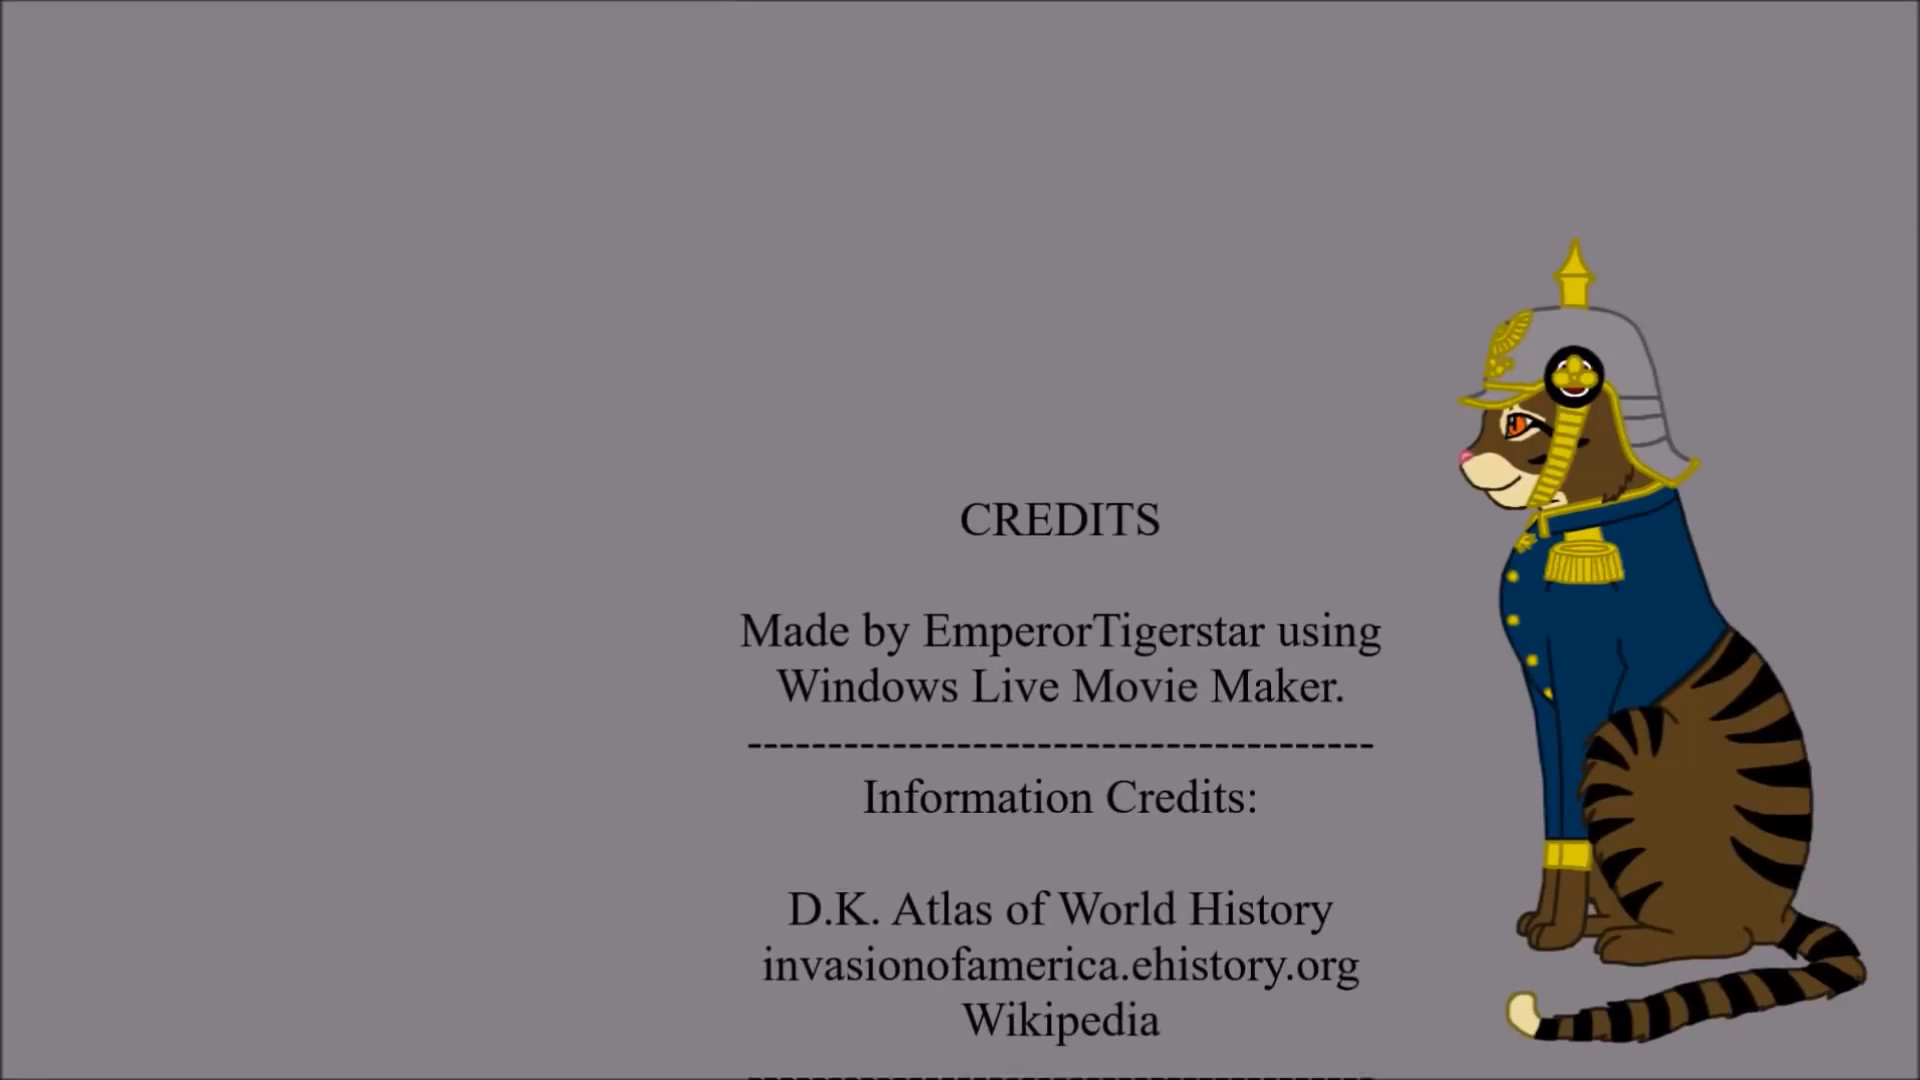 CREDITS
Made by EmperorTigerstar using
Windows Live Movie Maker.
---------------------------------------
Information Credits:
D.K. Atlas of World History
invasionofamerica.ehistory.org
Wikipedia
---------------------------------------